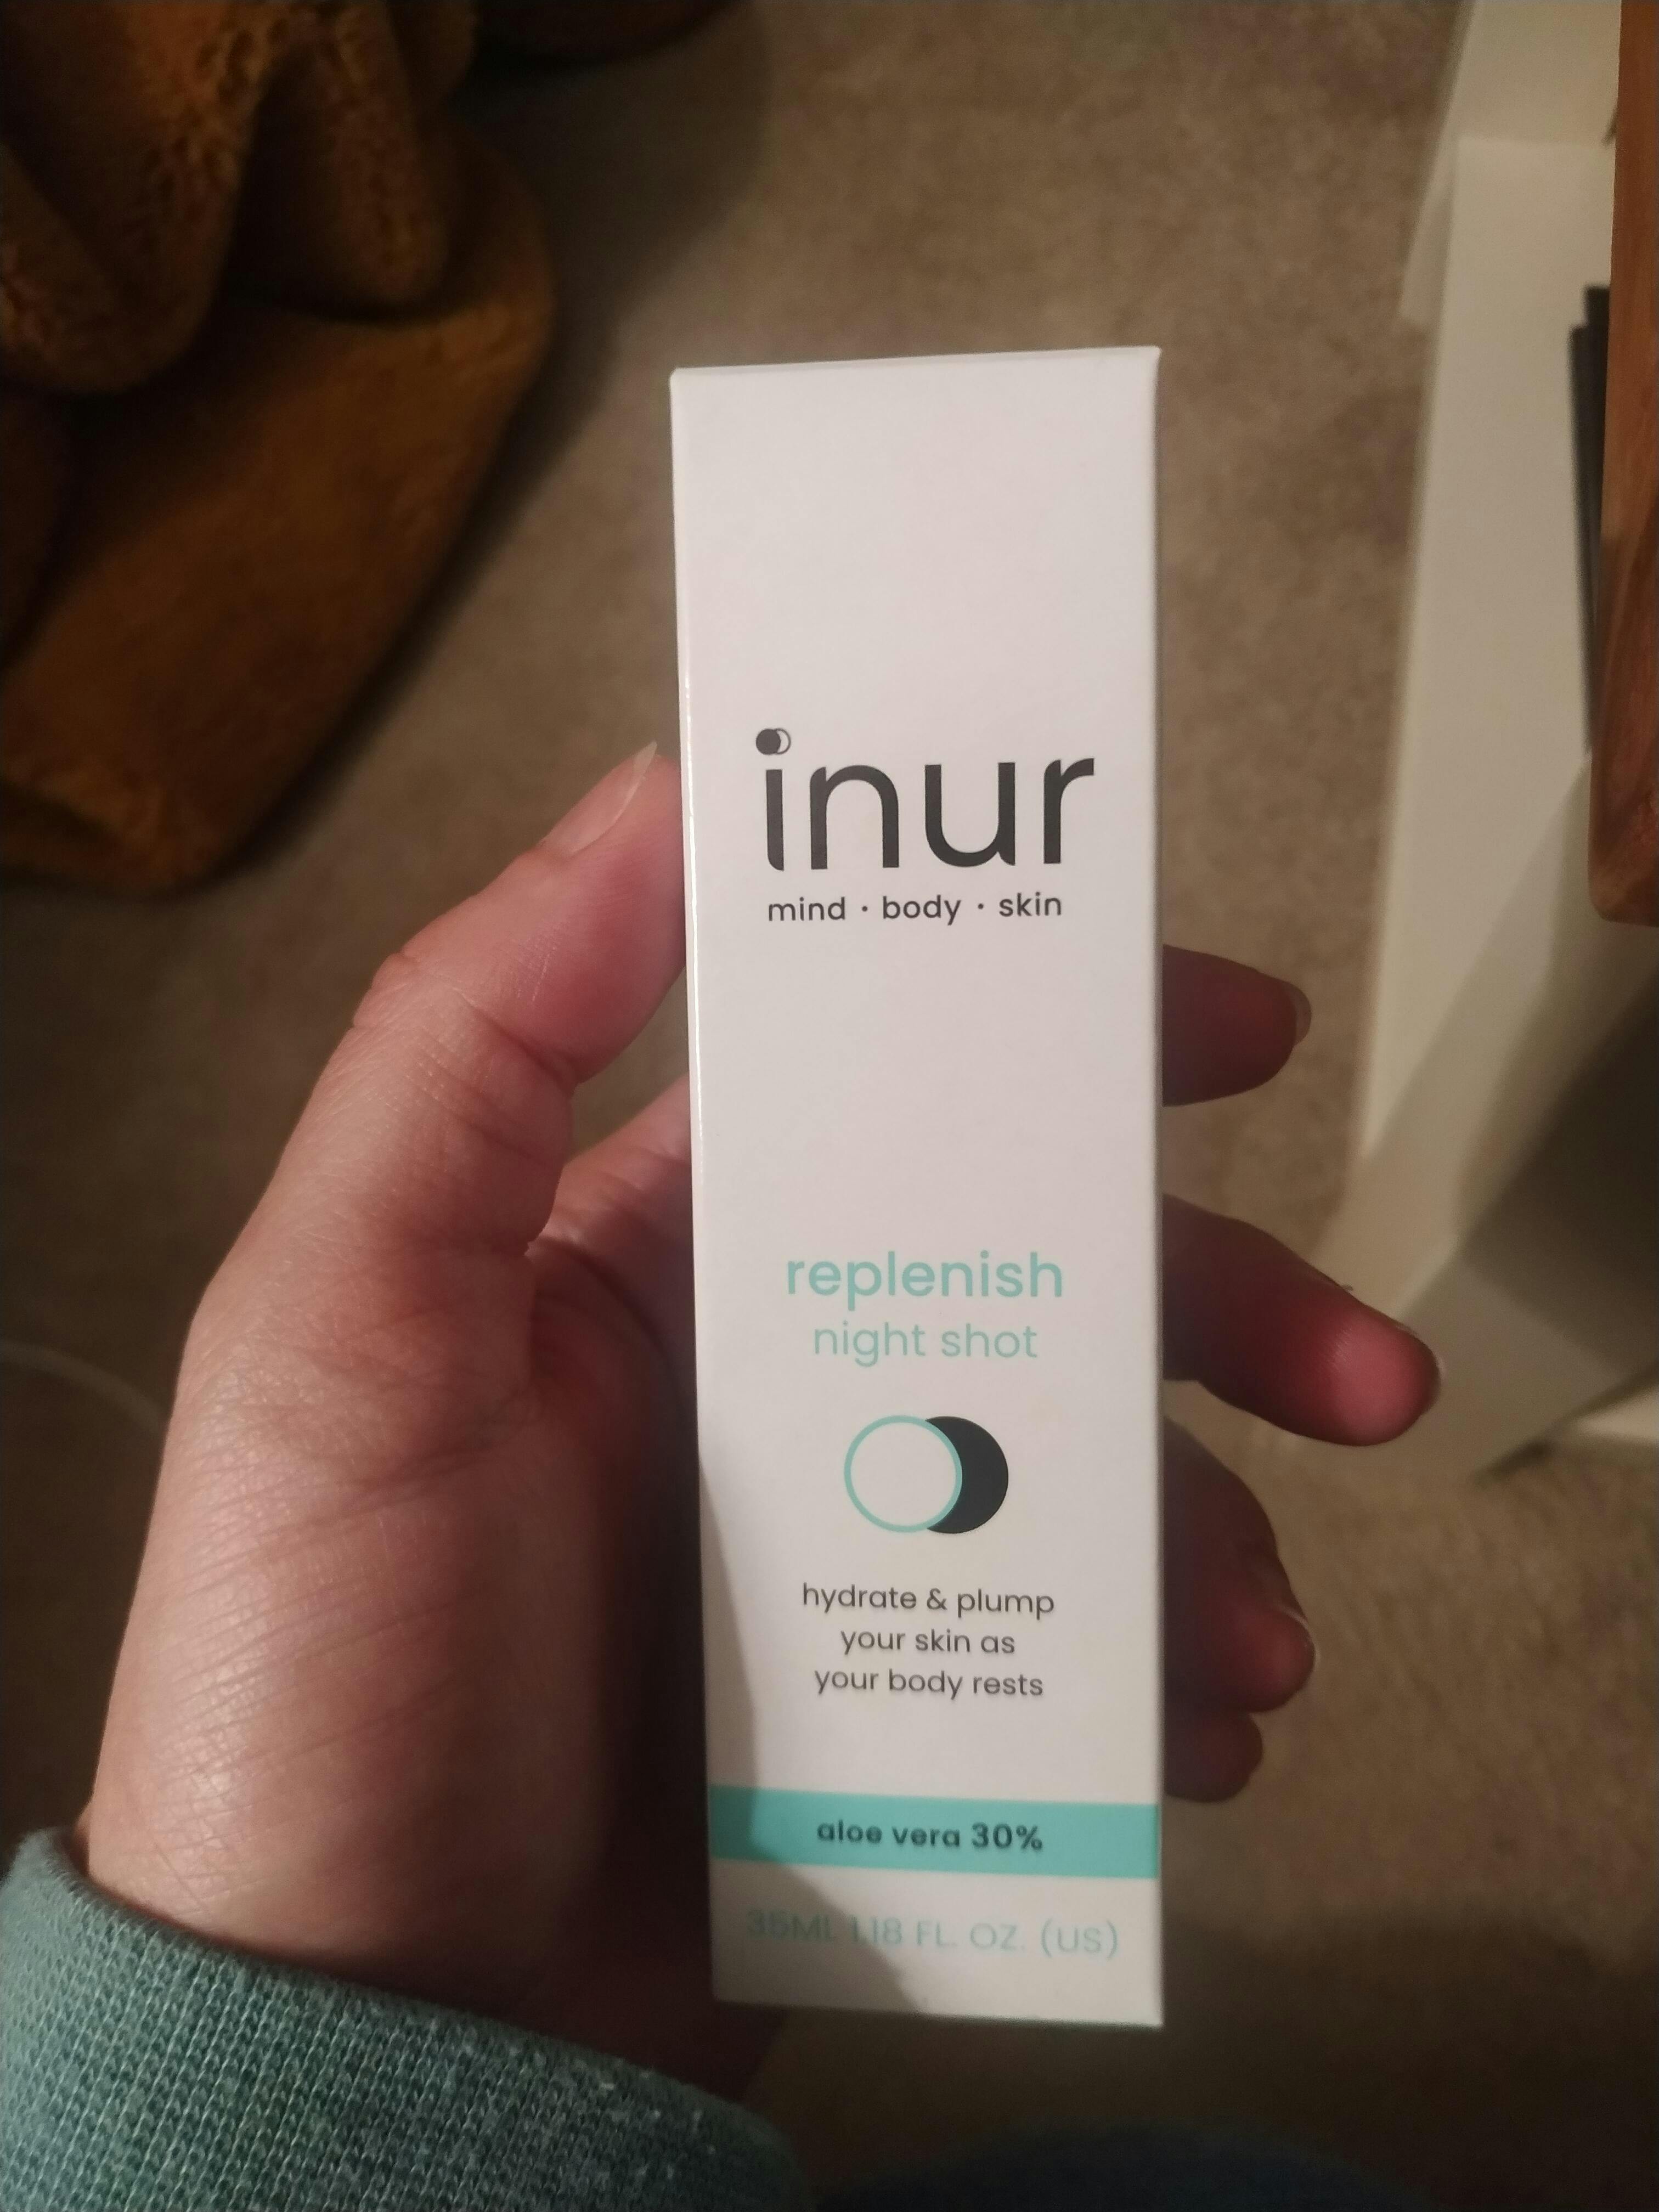 inur
mind · body · skin
replenish
night shot
hydrate & plump
your skin as
your body rests
aloe vera 30%
35ML 1.18 FL. OZ. (US)